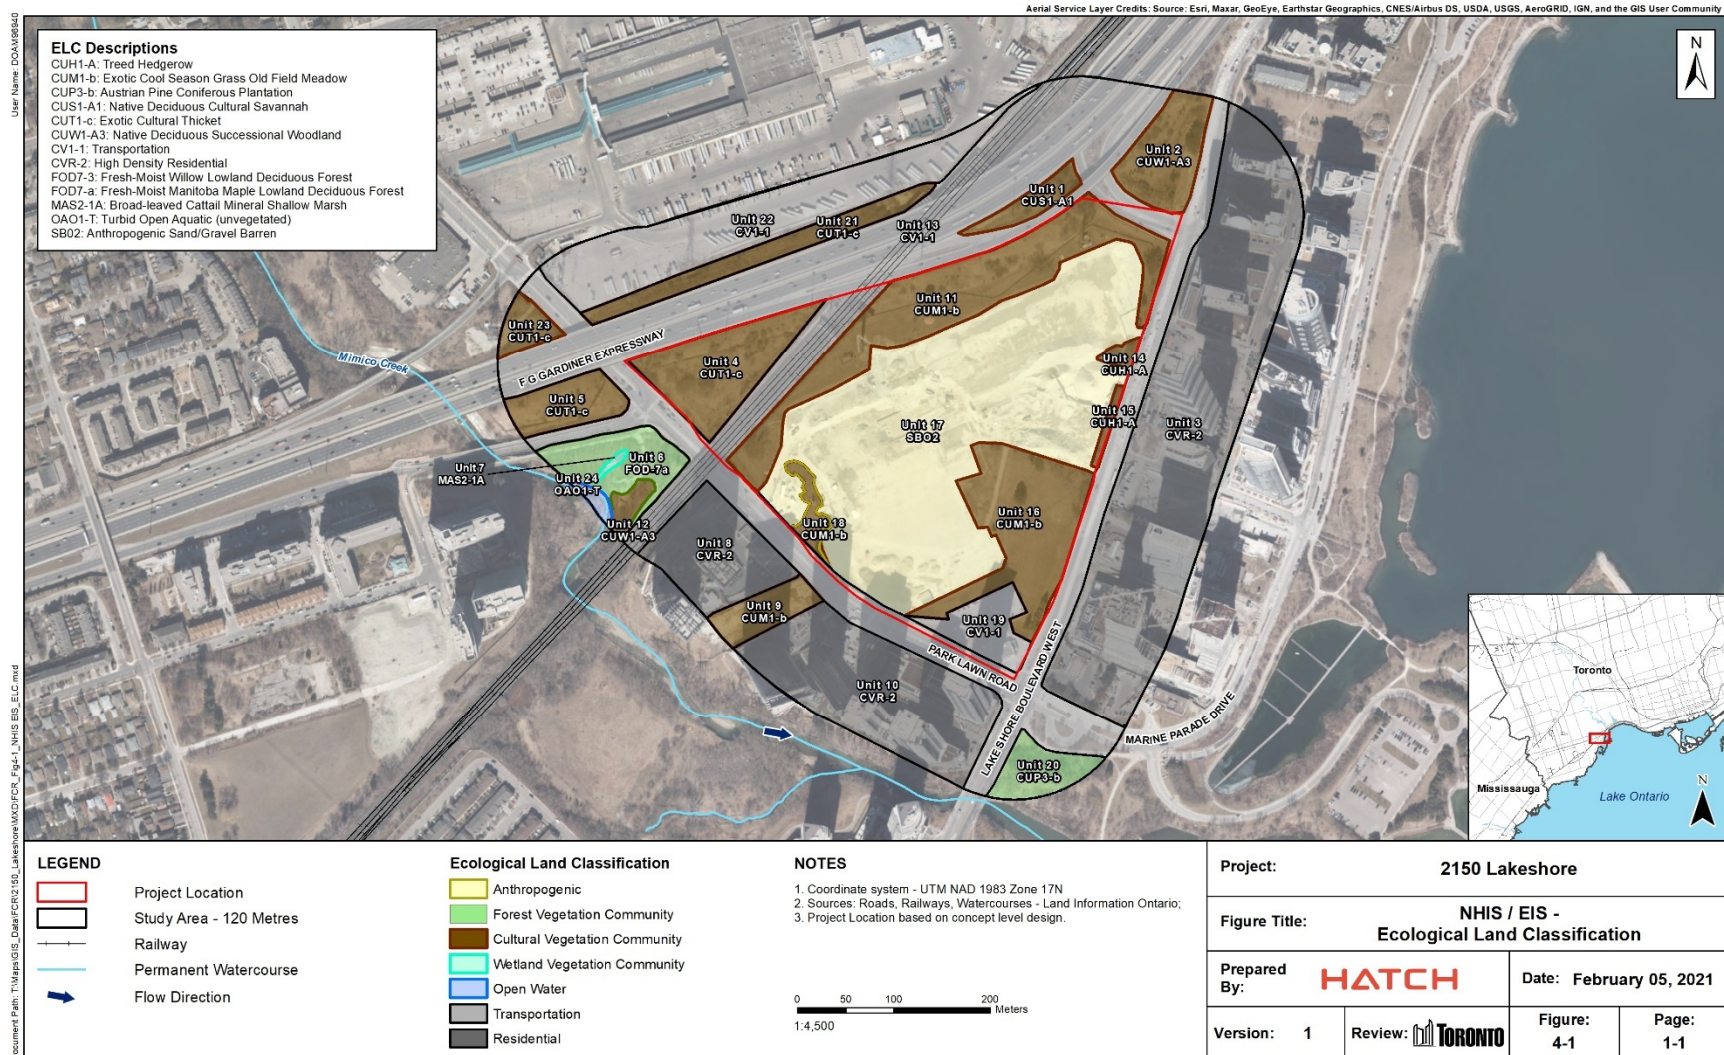 Aerial Service Layer Credits: Source: Esri, Maxar, GeoEye, Earthstar Geographics, CNES/Airbus DS, USDA, USGS, AeroGRID, IGN, and the GIS User Community
ELC Descriptions
CUH1-A: Treed Hedgerow
CUM1-b: Exotic Cool Season Grass Old Field Meadow
CUP3-b: Austrian Pine Coniferous Plantation
CUS1-A1: Native Deciduous Cultural Savannah
CUT1-c: Exotic Cultural Thicket
CUW1-A3: Native Deciduous Successional Woodland
CV1-1: Transportation
CVR-2: High Density Residential
FOD7-3: Fresh-Moist Willow Lowland Deciduous Forest
FOD7-a: Fresh-Moist Manitoba Maple Lowland Deciduous Forest
MAS2-1A: Broad-leaved Cattail Mineral Shallow Marsh
OAO1-T: Turbid Open Aquatic (unvegetated)
SB02: Anthropogenic Sand/Gravel Barren
N
Unit 2
CUW1-A3
Unit 1
CUS1-A1
Unit 22
CV1-1
Unit 21
CUT1-c
Unit 13
CV1-1
Unit 11
CUM1-b
Unit 23
CUT1-c
Mimico Creek
F G GARDINER EXPRESSWAY
Unit 4
CUT1-c
Unit 14
CUH1-A
Unit 5
CUT1-c
Unit 15
CUH1-A
Unit 3
CVR-2
Unit 17
SBO2
Unit 6
FOD-7a
Unit 7
MAS2-1A
Unit 24
OAO1-T
Unit 12
CUW1-A3
Unit 18
CUM1-b
Unit 16
CUM1-b
Unit 8
CVR-2
Unit 9
CUM1-b
Unit 19
CV1-1
PARK LAWN ROAD
LAKE SHORE BOULEVARD WEST
Unit 10
CVR-2
MARINE PARADE DRIVE
Unit 20
CUP3-b
Toronto
Mississauga
Lake Ontario
N
LEGEND
Project Location
Study Area - 120 Metres
Railway
Permanent Watercourse
Flow Direction
Ecological Land Classification
Anthropogenic
Forest Vegetation Community
Cultural Vegetation Community
Wetland Vegetation Community
Open Water
Transportation
Residential
NOTES
1. Coordinate system - UTM NAD 1983 Zone 17N
2. Sources: Roads, Railways, Watercourses - Land Information Ontario;
3. Project Location based on concept level design.
0 50 100 200
Meters
1:4,500
Project: 2150 Lakeshore
Figure Title: NHIS / EIS -
Ecological Land Classification
Prepared By: HATCH
Date: February 05, 2021
Version: 1
Review: TORONTO
Figure: 4-1
Page: 1-1